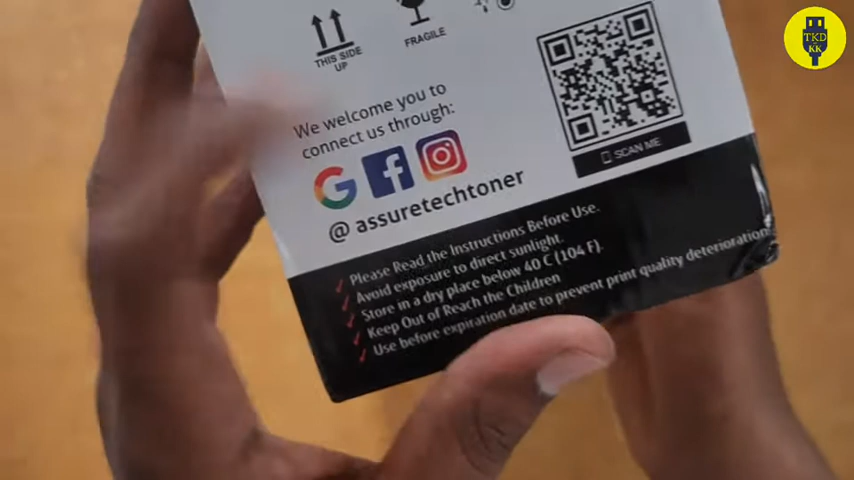 TKD
KK
THIS SIDE
UP
FRAGILE
We welcome you to
connect us through:
@ assuretechtoner
SCAN ME
Please Read the Instructions Before Use.
Avoid exposure to direct sunlight.
Store in a dry place below 40 C (104 F).
Keep Out of Reach the Children
Use before expiration date to prevent print quality deterioration.